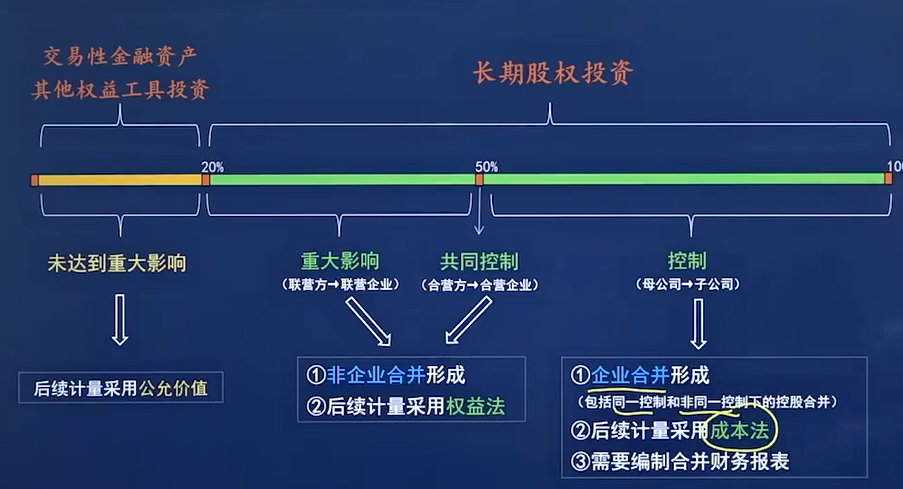 交易性金融资产
其他权益工具投资
长期股权投资
20%
50%
100
未达到重大影响
重大影响
(联营方→联营企业)
共同控制
(合营方→合营企业)
控制
(母公司→子公司)
后续计量采用公允价值
①非企业合并形成
②后续计量采用权益法
①企业合并形成
(包括同一控制和非同一控制下的控股合并)
②后续计量采用成本法
③需要编制合并财务报表